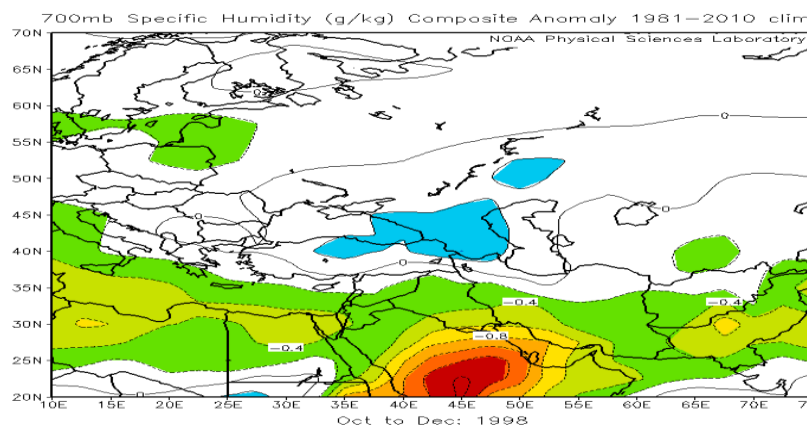 700mb Specific Humidity (g/kg) Composite Anomaly 1981-2010 clim
NOAA Physical Sciences Laboratory
70N
65N
60N
55N
50N
45N
40N
35N
30N
25N
20N
0
0
0
0
0
-0.4
-0.4
-0.8
-0.4
10E 15E 20E 25E 30E 35E 40E 45E 50E 55E 60E 65E 70E
Oct to Dec: 1998